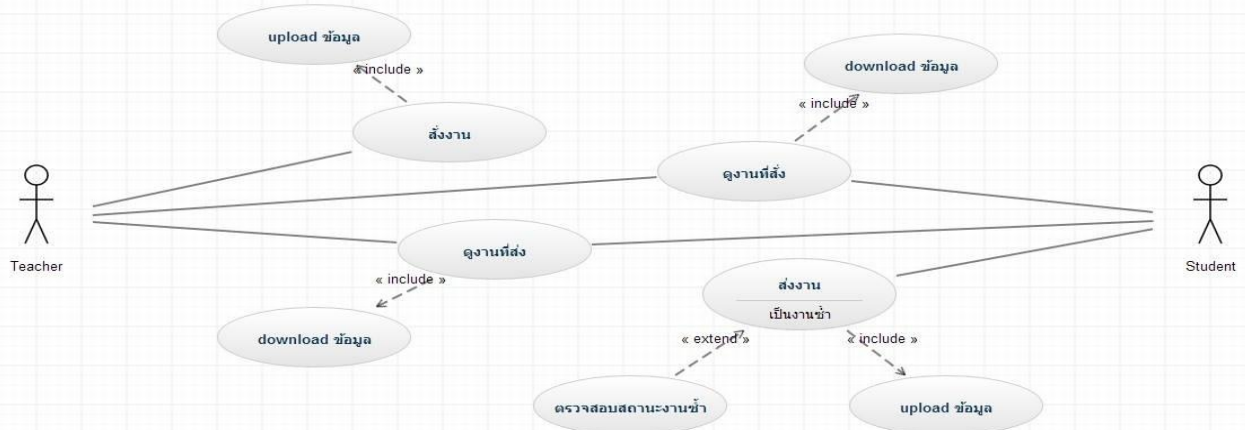 upload ข้อมูล
« include »
download ข้อมูล
« include »
สั่งงาน
ดูงานที่สั่ง
Teacher
Student
ดูงานที่ส่ง
« include »
download ข้อมูล
ส่งงาน
เป็นงานซ้ำ
« extend »
« include »
ตรวจสอบสถานะงานซ้ำ
upload ข้อมูล